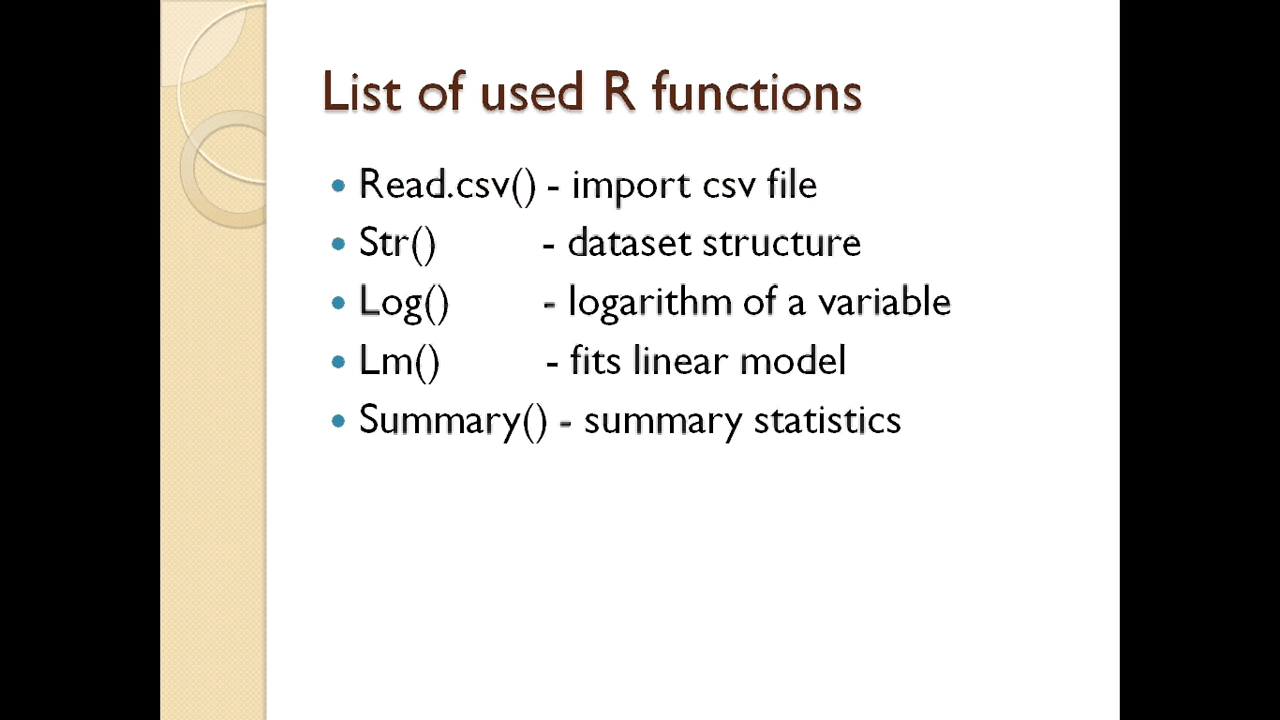 List of used R functions
• Read.csv() - import csv file
• Str() - dataset structure
• Log() - logarithm of a variable
• Lm() - fits linear model
• Summary() - summary statistics